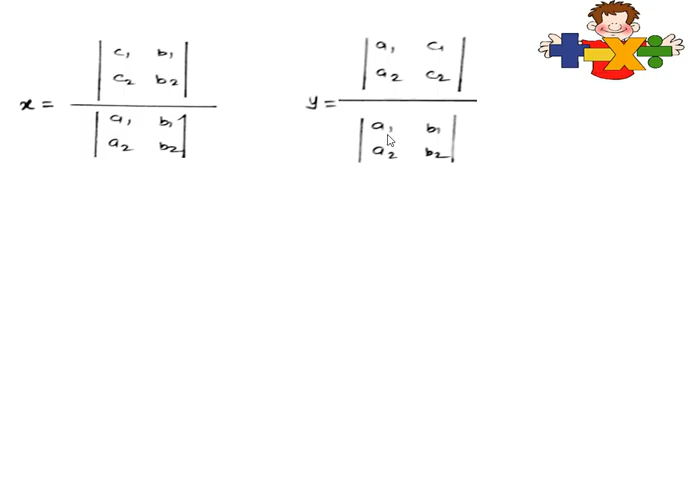 x = | c₁ b₁ | / | a₁ b₁ |
| c₂ b₂ | / | a₂ b₂ |
y = | a₁ c₁ | / | a₁ b₁ |
| a₂ c₂ | / | a₂ b₂ |